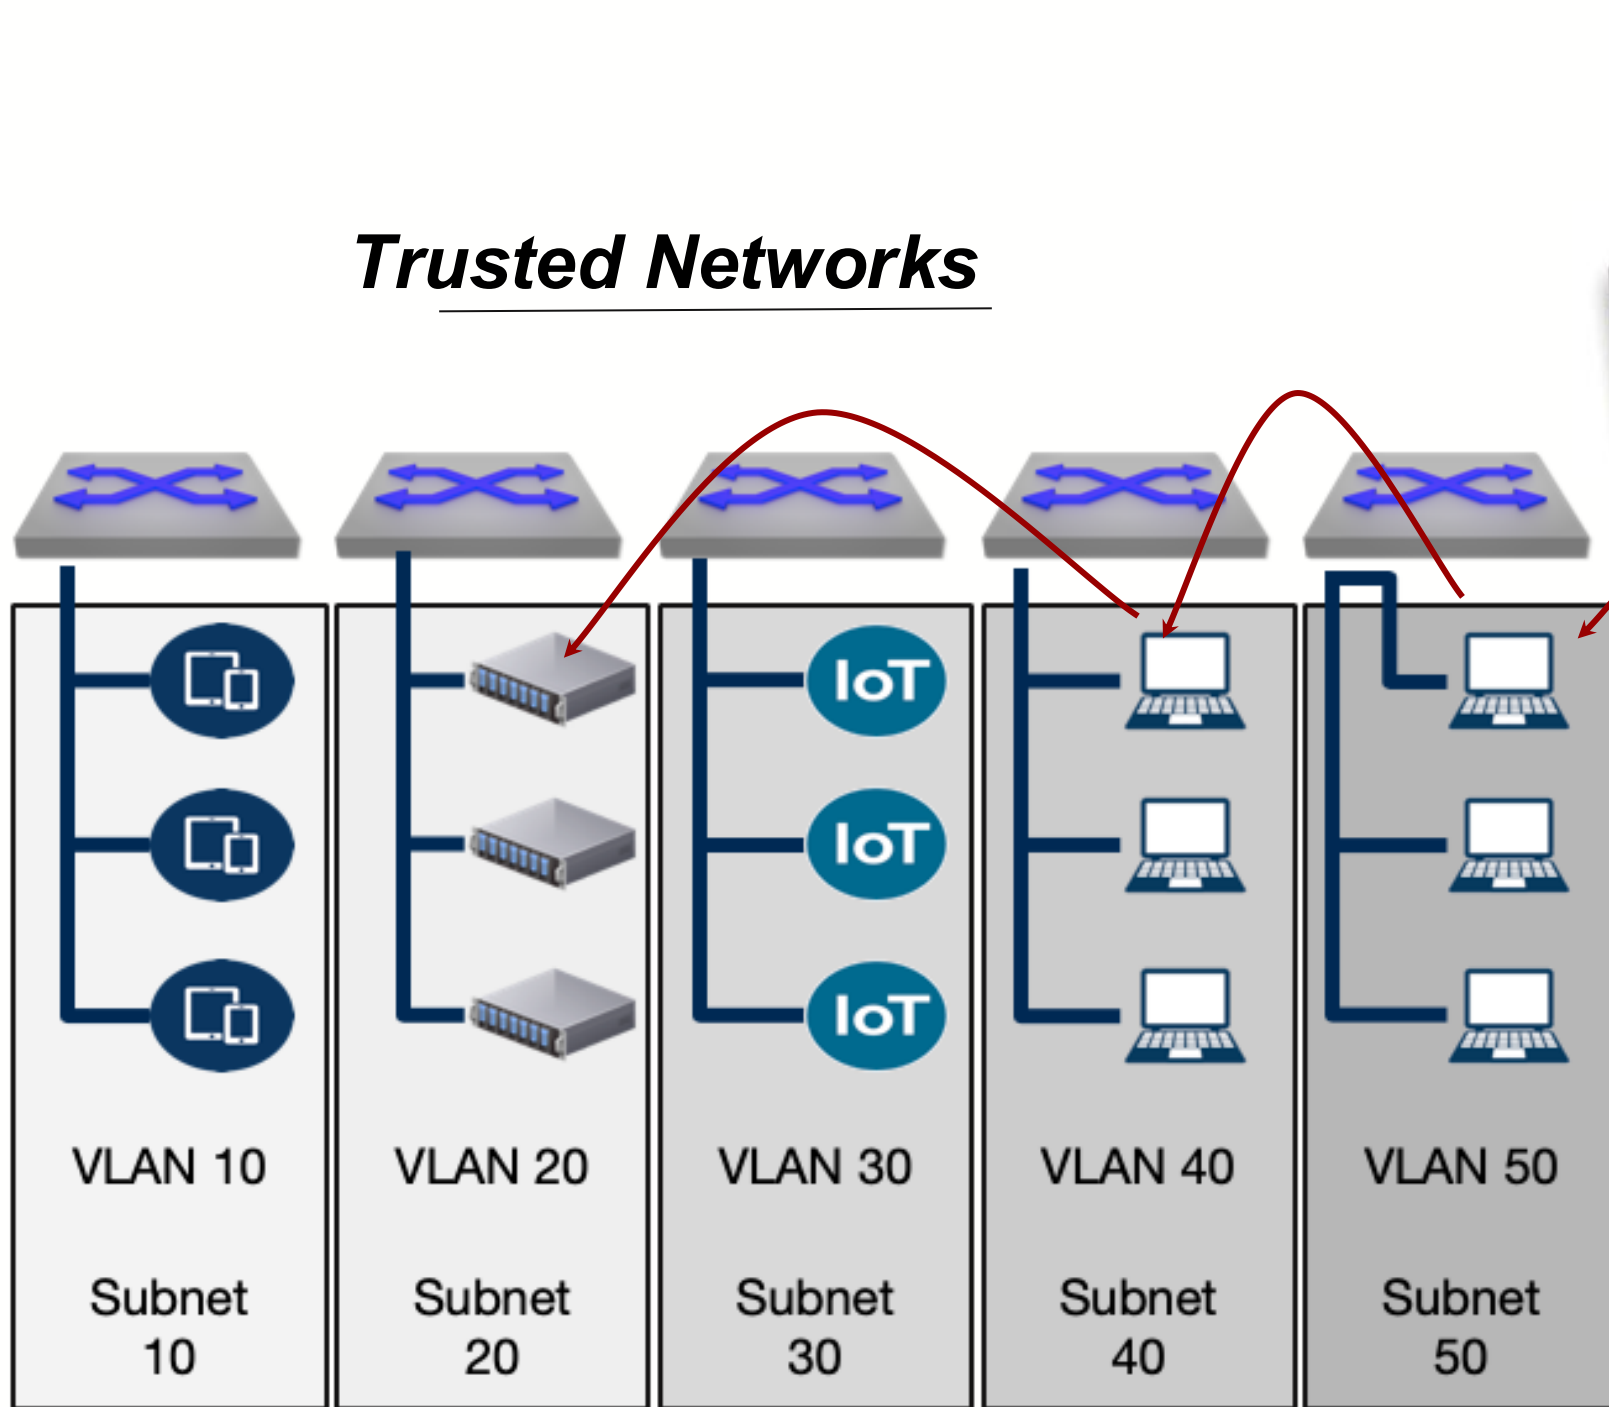 Trusted Networks
IoT IoT IoT
VLAN 10
VLAN 20
VLAN 30
VLAN 40
VLAN 50
Subnet
10
Subnet
20
Subnet
30
Subnet
40
Subnet
50